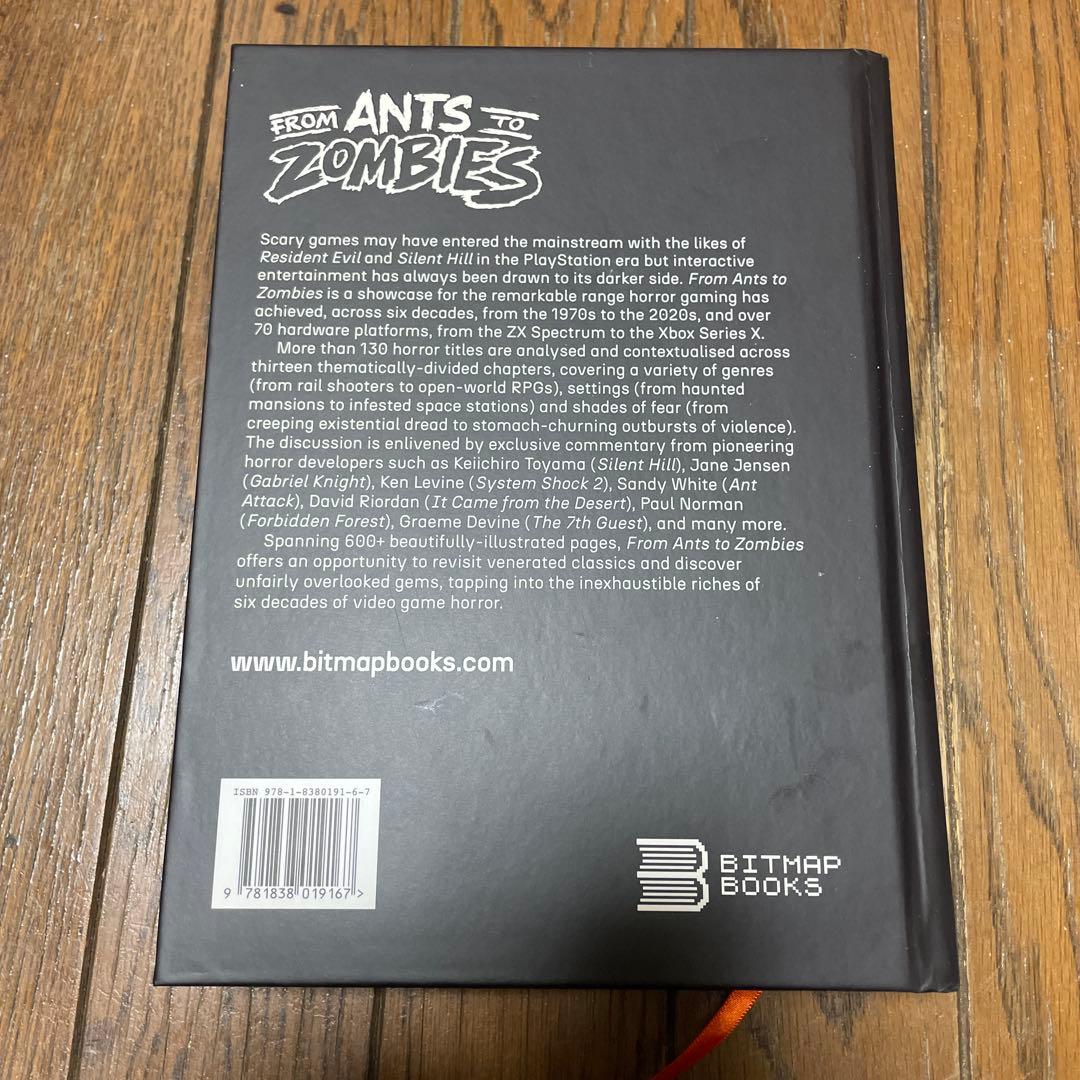 FROM ANTS TO
ZOMBIES
Scary games may have entered the mainstream with the likes of
Resident Evil and Silent Hill in the PlayStation era but interactive
entertainment has always been drawn to its darker side. From Ants to
Zombies is a showcase for the remarkable range horror gaming has
achieved, across six decades, from the 1970s to the 2020s, and over
70 hardware platforms, from the ZX Spectrum to the Xbox Series X.
More than 130 horror titles are analysed and contextualised across
thirteen thematically-divided chapters, covering a variety of genres
(from rail shooters to open-world RPGs), settings (from haunted
mansions to infested space stations) and shades of fear (from
creeping existential dread to stomach-churning outbursts of violence).
The discussion is enlivened by exclusive commentary from pioneering
horror developers such as Keiichiro Toyama (Silent Hill), Jane Jensen
(Gabriel Knight), Ken Levine (System Shock 2), Sandy White (Ant
Attack), David Riordan (It Came from the Desert), Paul Norman
(Forbidden Forest), Graeme Devine (The 7th Guest), and many more.
Spanning 600+ beautifully-illustrated pages, From Ants to Zombies
offers an opportunity to revisit venerated classics and discover
unfairly overlooked gems, tapping into the inexhaustible riches of
six decades of video game horror.
www.bitmapbooks.com
ISBN 978-1-8380191-6-7
9 781838 019167 >
BITMAP
BOOKS